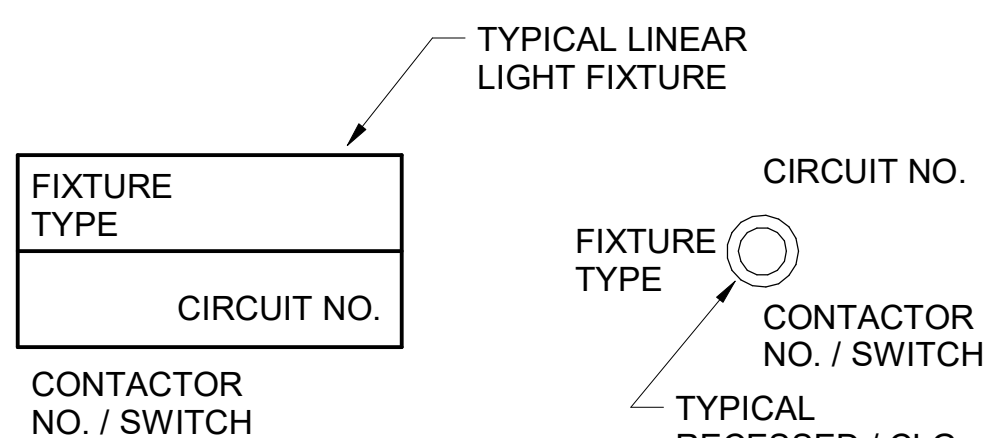 TYPICAL LINEAR
LIGHT FIXTURE
FIXTURE
TYPE
CIRCUIT NO.
CONTACTOR
NO. / SWITCH
CIRCUIT NO.
FIXTURE
TYPE
CONTACTOR
NO. / SWITCH
TYPICAL